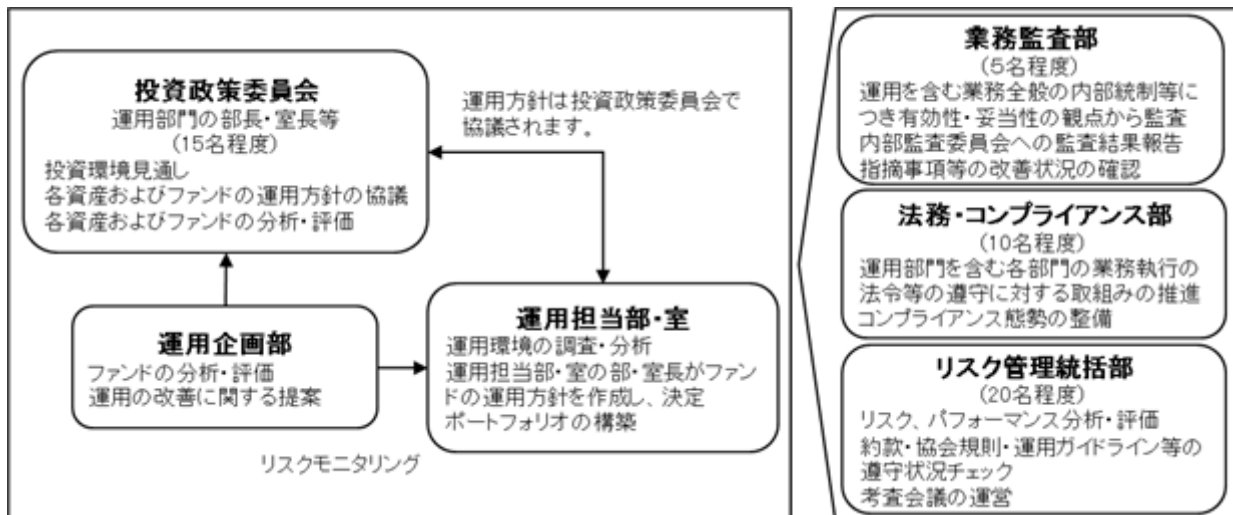 投資政策委員会
運用部門の部長・室長等
(15名程度)
投資環境見通し
各資産およびファンドの運用方針の協議
各資産およびファンドの分析・評価
運用方針は投資政策委員会で
協議されます。
運用企画部
ファンドの分析・評価
運用の改善に関する提案
運用担当部・室
運用環境の調査・分析
運用担当部・室の部・室長がファン
ドの運用方針を作成し、決定
ポートフォリオの構築
リスクモニタリング
業務監査部
(5名程度)
運用を含む業務全般の内部統制等に
つき有効性・妥当性の観点から監査
内部監査委員会への監査結果報告
指摘事項等の改善状況の確認
法務・コンプライアンス部
(10名程度)
運用部門を含む各部門の業務執行の
法令等の遵守に対する取組みの推進
コンプライアンス態勢の整備
リスク管理統括部
(20名程度)
リスク、パフォーマンス分析・評価
約款・協会規則・運用ガイドライン等の
遵守状況チェック
考査会議の運営